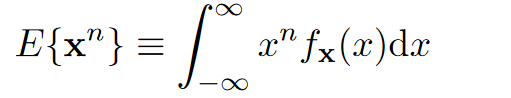 E{𝐱ⁿ} ≡ ∫_{−∞}^{∞} xⁿ f_𝐱(x)dx